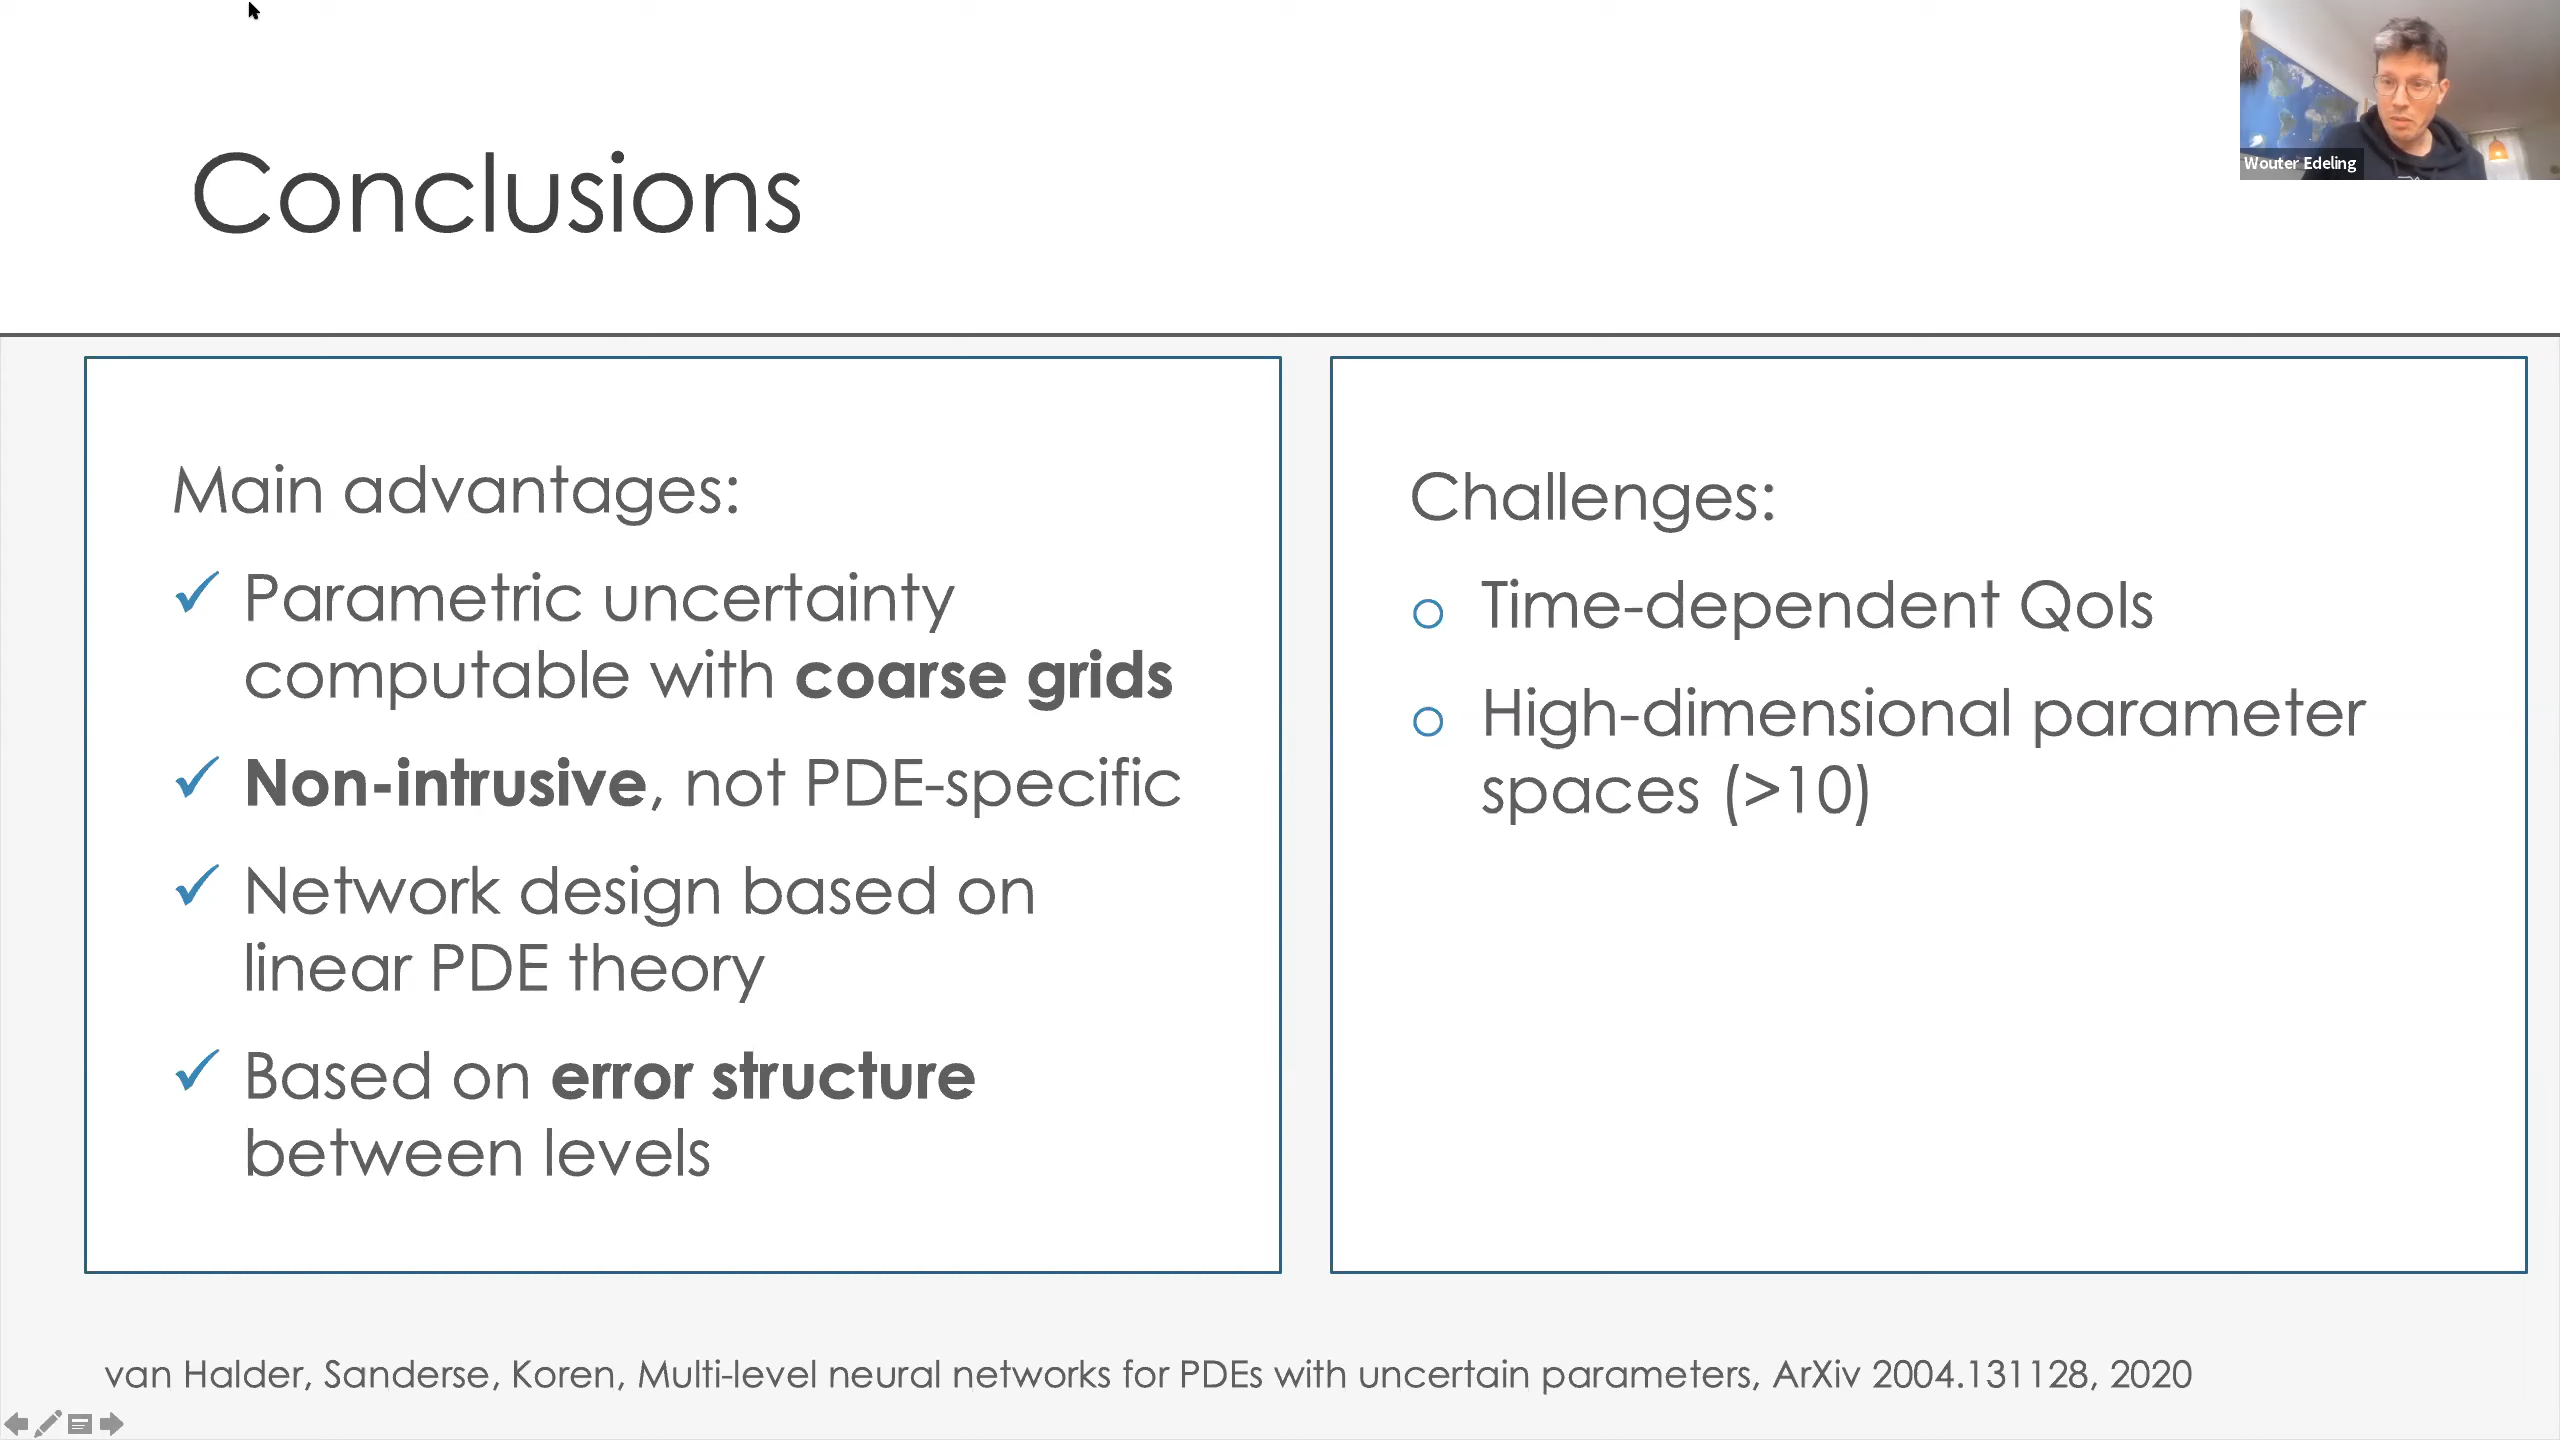 Conclusions
Wouter Edeling
Main advantages:
Parametric uncertainty
computable with coarse grids
Non-intrusive, not PDE-specific
Network design based on
linear PDE theory
Based on error structure
between levels
Challenges:
Time-dependent QoIs
High-dimensional parameter
spaces (>10)
van Halder, Sanderse, Koren, Multi-level neural networks for PDEs with uncertain parameters, ArXiv 2004.131128, 2020